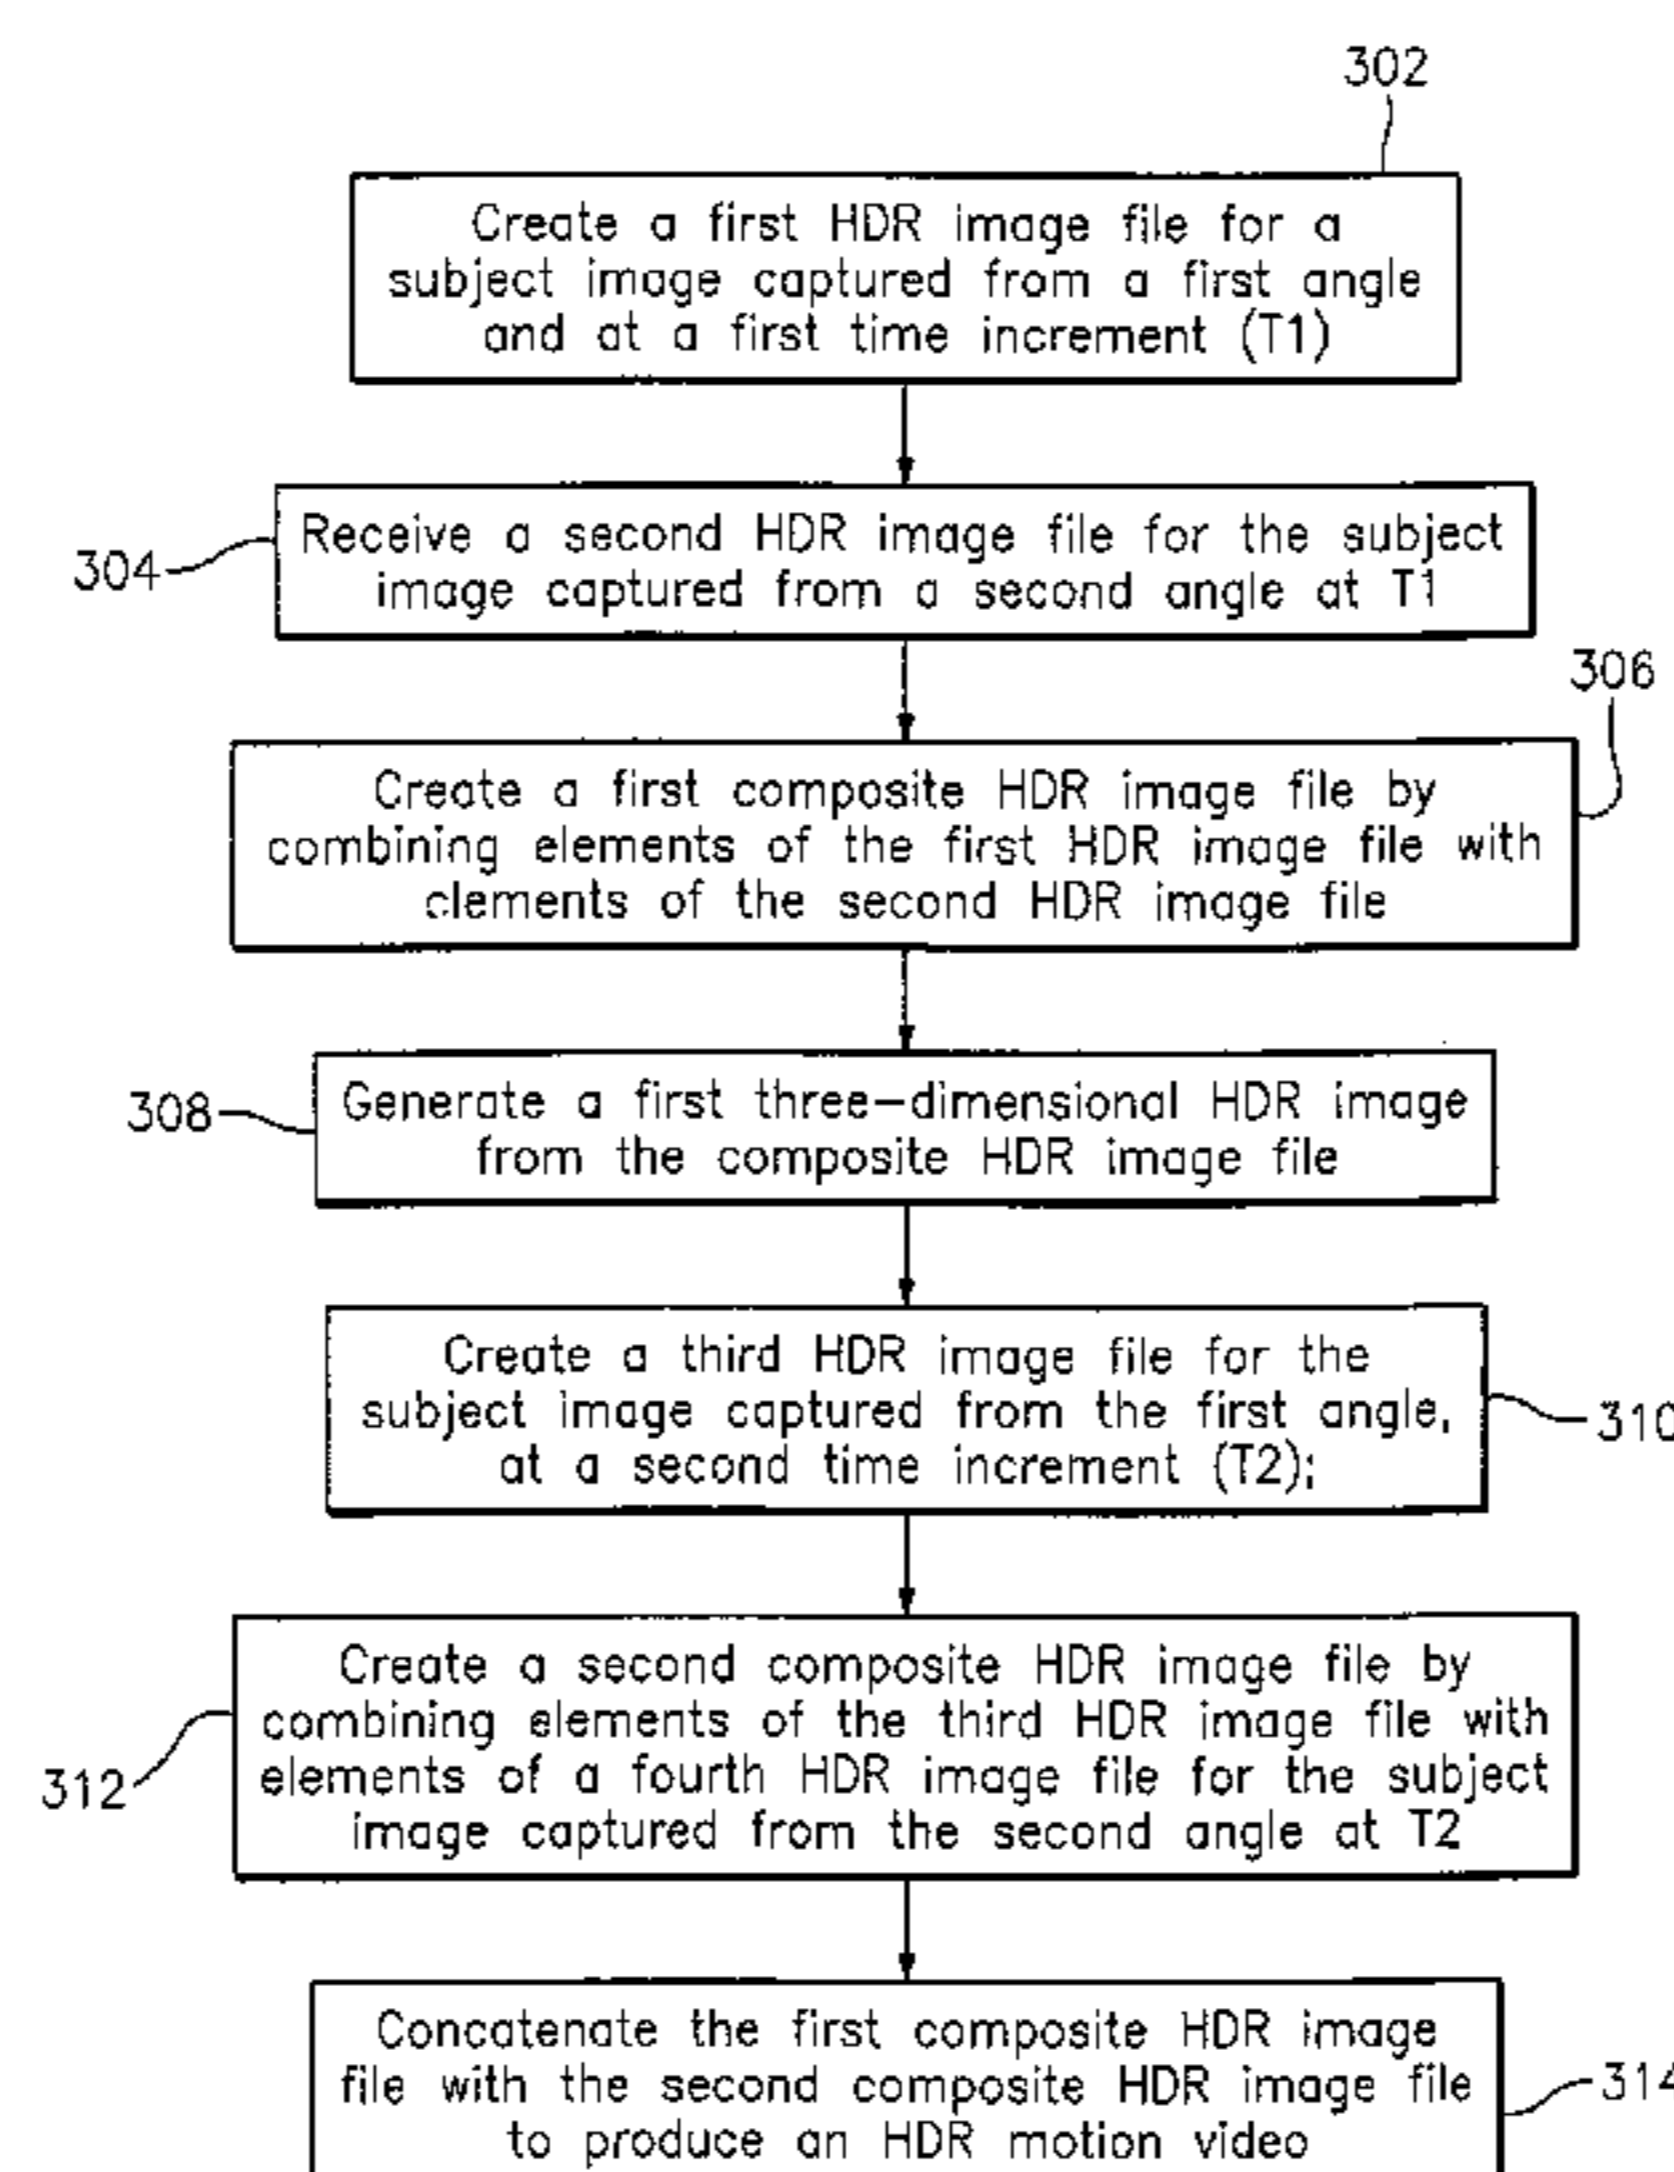 302
Create a first HDR image file for a
subject image captured from a first angle
and at a first time increment (T1)
304
Receive a second HDR image file for the subject
image captured from a second angle at T1
306
Create a first composite HDR image file by
combining elements of the first HDR image file with
elements of the second HDR image file
308
Generate a first three-dimensional HDR image
from the composite HDR image file
Create a third HDR image file for the
subject image captured from the first angle,
at a second time increment (T2);
310
312
Create a second composite HDR image file by
combining elements of the third HDR image file with
elements of a fourth HDR image file for the subject
image captured from the second angle at T2
Concatenate the first composite HDR image
file with the second composite HDR image file
to produce an HDR motion video
314